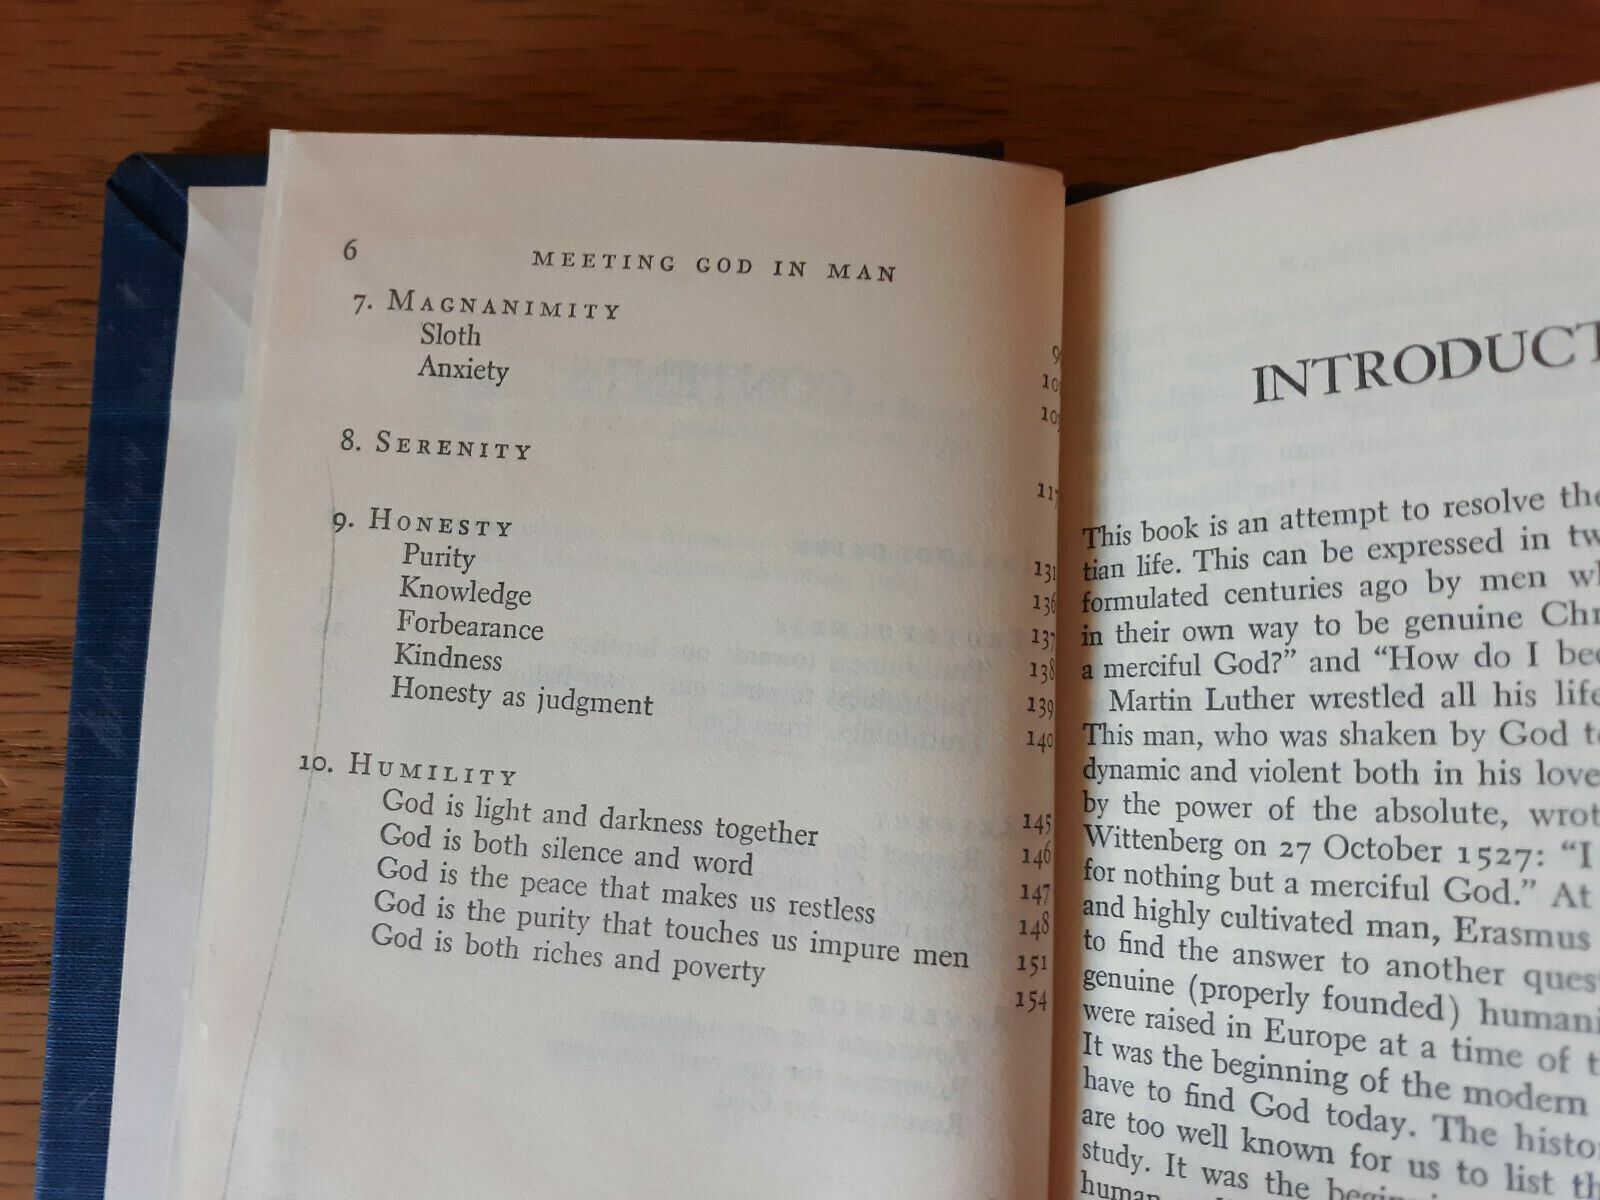 6 MEETING GOD IN MAN
7. MAGNANIMITY
Sloth
Anxiety
8. SERENITY
9. HONESTY 131
Purity 136
Knowledge 137
Forbearance 138
Kindness 139
Honesty as judgment 140
10. HUMILITY 145
God is light and darkness together 146
God is both silence and word 147
God is the peace that makes us restless 148
God is the purity that touches us impure men 151
God is both riches and poverty 154
INTRODUCT
This book is an attempt to resolve the
tian life. This can be expressed in tw
formulated centuries ago by men wh
in their own way to be genuine Chri
a merciful God?” and “How do I bec
Martin Luther wrestled all his life
This man, who was shaken by God to
dynamic and violent both in his love
by the power of the absolute, wrot
Wittenberg on 27 October 1527: “I
for nothing but a merciful God.” At
and highly cultivated man, Erasmus
to find the answer to another quest
genuine (properly founded) humani
were raised in Europe at a time of t
It was the beginning of the modern
have to find God today. The histo
are too well known for us to list th
study. It was the
human